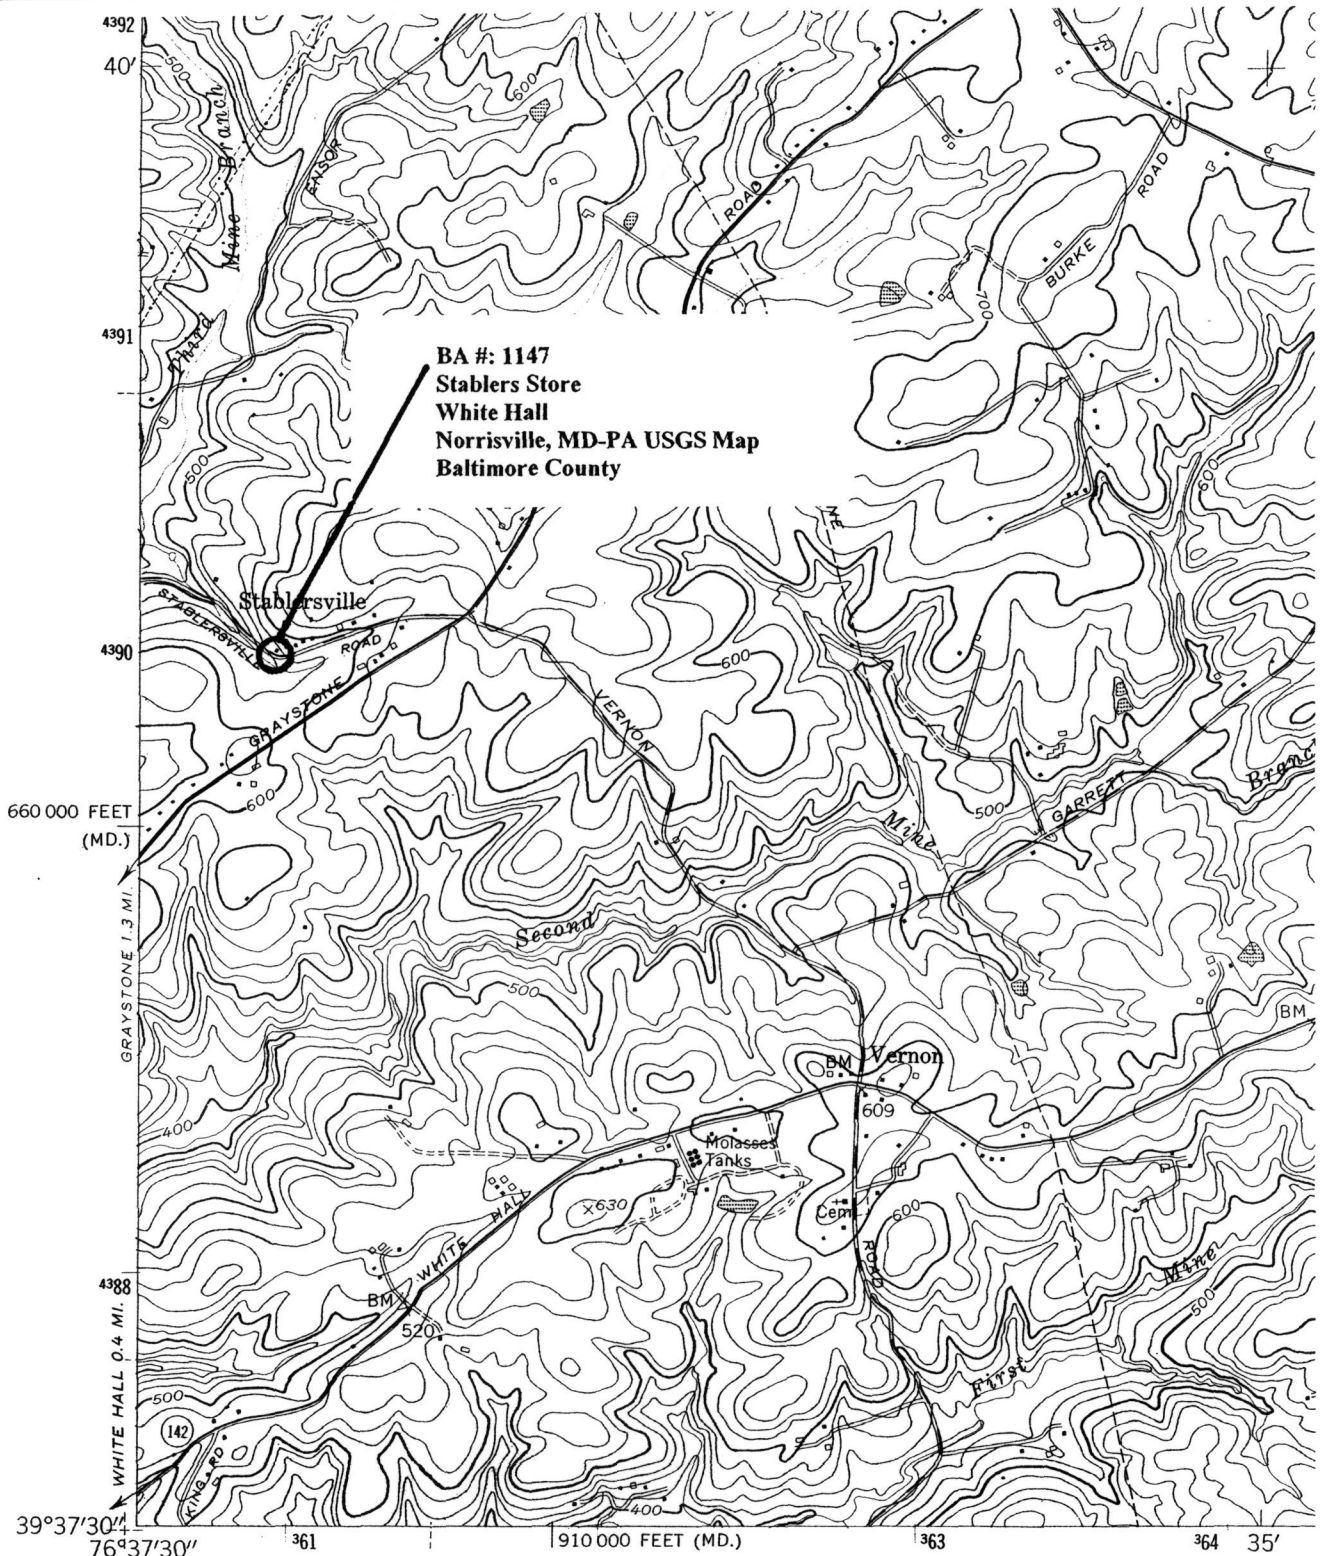 4392
40′
500
Branch
Mine
Third
ENSOR
600
ROAD
ROAD
BURKE
700
4391
BA #: 1147
Stablers Store
White Hall
Norrisville, MD-PA USGS Map
Baltimore County
500
600
Stablersville
STABLERSVILLE
ROAD
4390
GRAYSTONE
VERNON
600
600
660 000 FEET
(MD.)
GRAYSTONE 1.3 MI.
500
GARRETT
Mine
Branch
Second
500
BM
BM
Vernon
609
400
Molasses
Tanks
×630
Cem
600
WHITE HALL
ROAD
Mine
500
First
4388
BM
520
WHITE HALL 0.4 MI.
500
142
KING RD
400
39°37′30″
76°37′30″
361
910 000 FEET (MD.)
363
364
35′